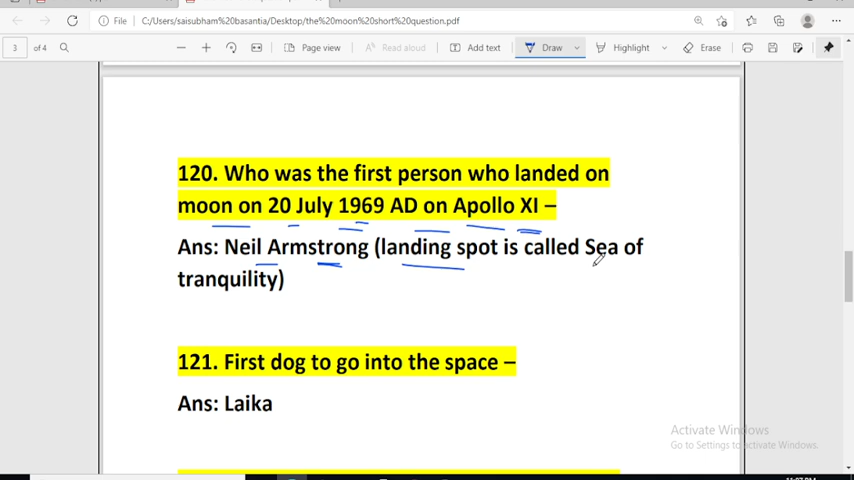 File C:/Users/saisubham%20basantia/Desktop/the%20moon%20short%20question.pdf
3 of 4 Page view Read aloud Add text Draw Highlight Erase
120. Who was the first person who landed on
moon on 20 July 1969 AD on Apollo XI –
Ans: Neil Armstrong (landing spot is called Sea of
tranquility)
121. First dog to go into the space –
Ans: Laika
Activate Windows
Go to Settings to activate Windows.